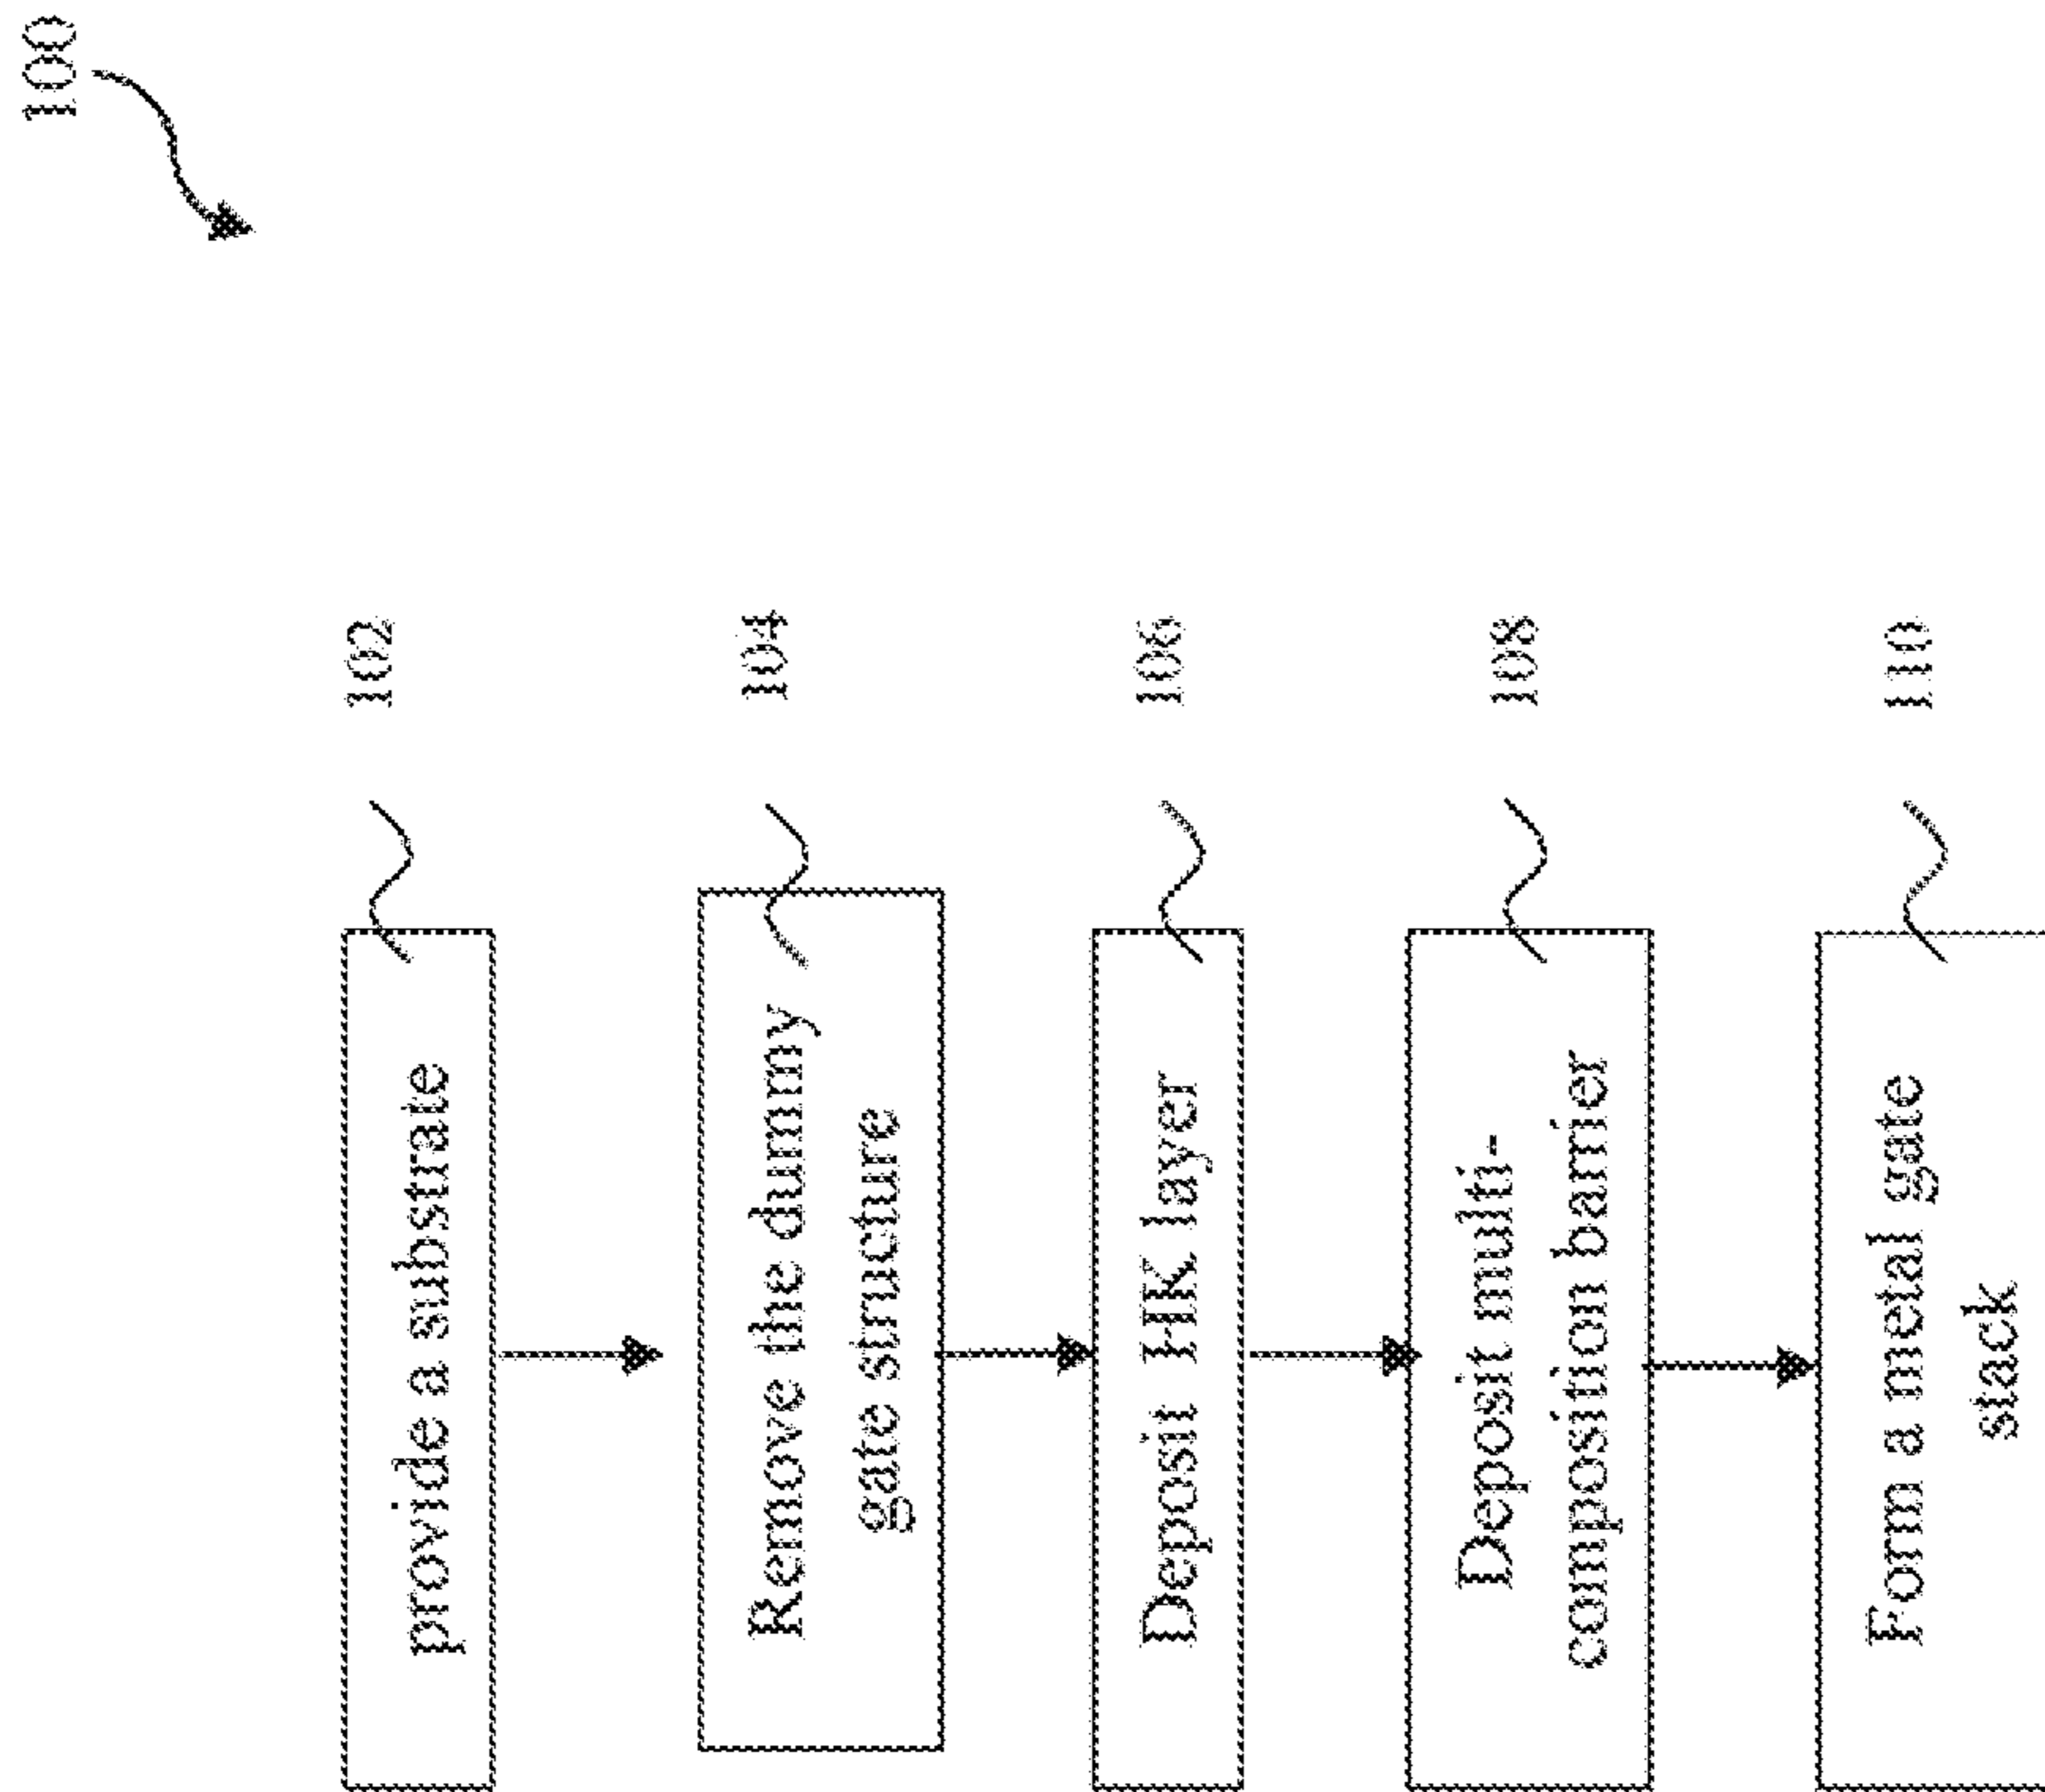 100
provide a substrate
102
Remove the dummy
gate structure
104
Deposit HK layer
106
Deposit multi-
composition barrier
108
Form a metal gate
stack
110